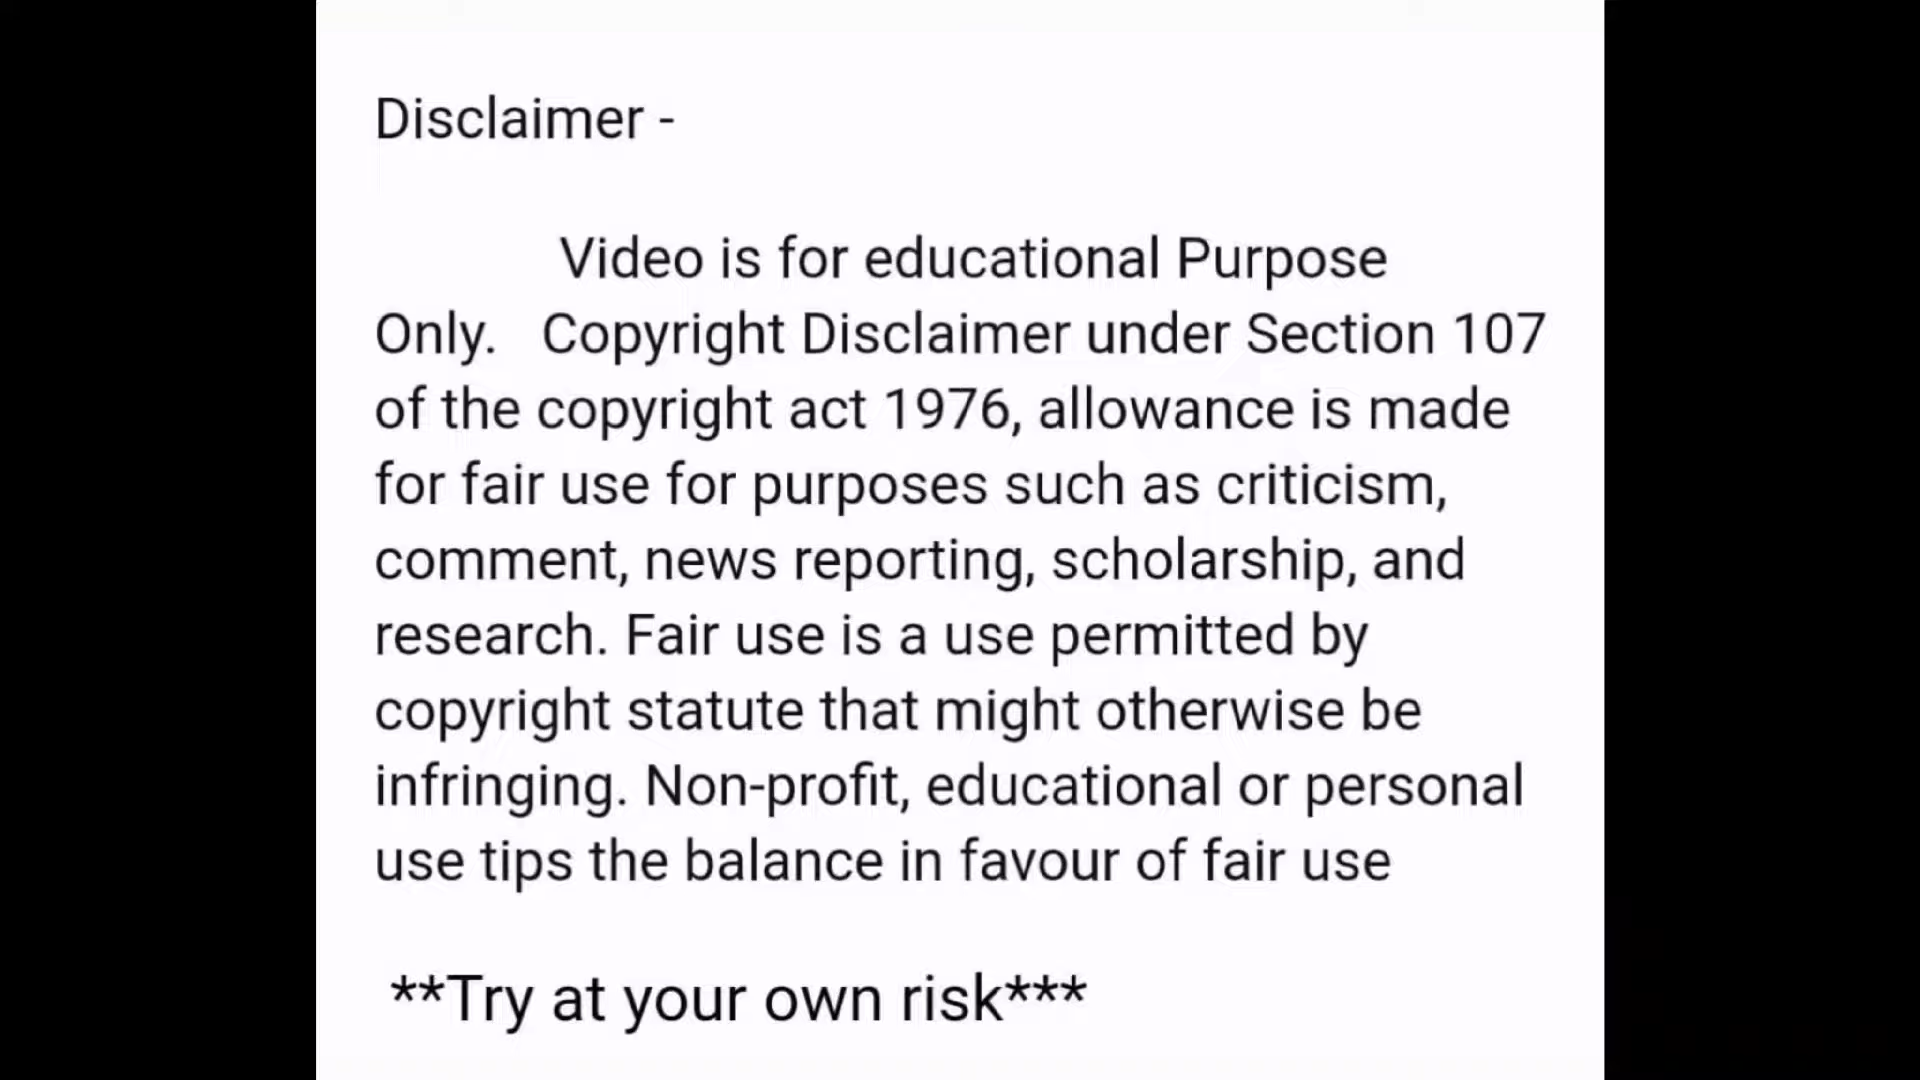 Disclaimer -
Video is for educational Purpose
Only. Copyright Disclaimer under Section 107
of the copyright act 1976, allowance is made
for fair use for purposes such as criticism,
comment, news reporting, scholarship, and
research. Fair use is a use permitted by
copyright statute that might otherwise be
infringing. Non-profit, educational or personal
use tips the balance in favour of fair use
**Try at your own risk***